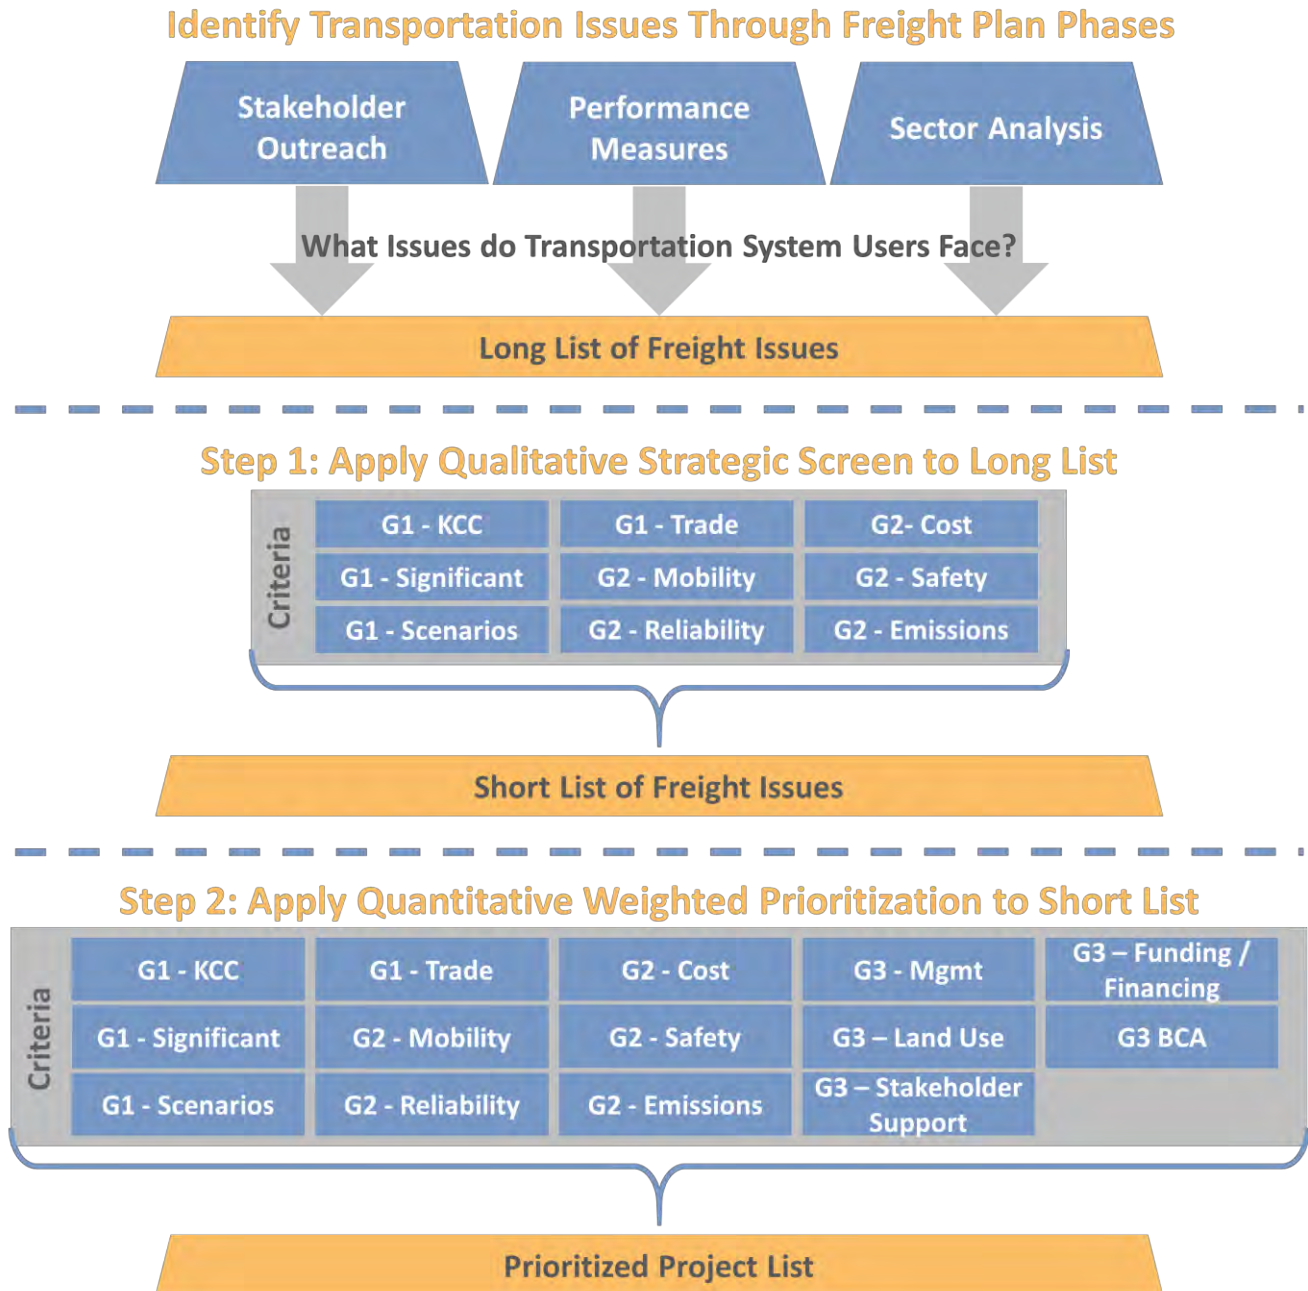 Identify Transportation Issues Through Freight Plan Phases
Stakeholder
Outreach
Performance
Measures
Sector Analysis
What Issues do Transportation System Users Face?
Long List of Freight Issues
Step 1: Apply Qualitative Strategic Screen to Long List
Criteria
G1 - KCC
G1 - Trade
G2- Cost
G1 - Significant
G2 - Mobility
G2 - Safety
G1 - Scenarios
G2 - Reliability
G2 - Emissions
Short List of Freight Issues
Step 2: Apply Quantitative Weighted Prioritization to Short List
Criteria
G1 - KCC
G1 - Trade
G2 - Cost
G3 - Mgmt
G3 – Funding /
Financing
G1 - Significant
G2 - Mobility
G2 - Safety
G3 – Land Use
G3 BCA
G1 - Scenarios
G2 - Reliability
G2 - Emissions
G3 – Stakeholder
Support
Prioritized Project List